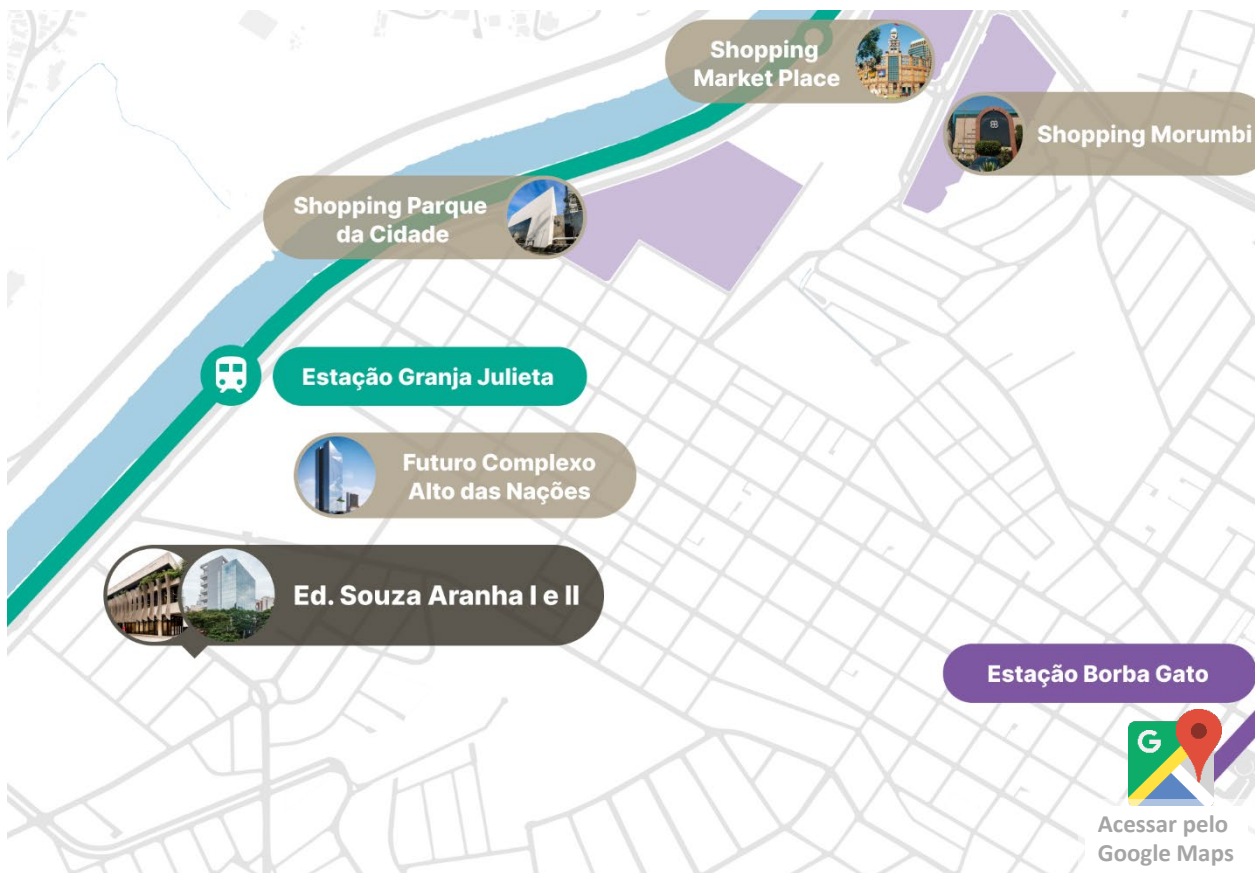 Shopping
Market Place
Shopping Morumbi
Shopping Parque
da Cidade
Estação Granja Julieta
Futuro Complexo
Alto das Nações
Ed. Souza Aranha I e II
Estação Borba Gato
G
Acessar pelo
Google Maps